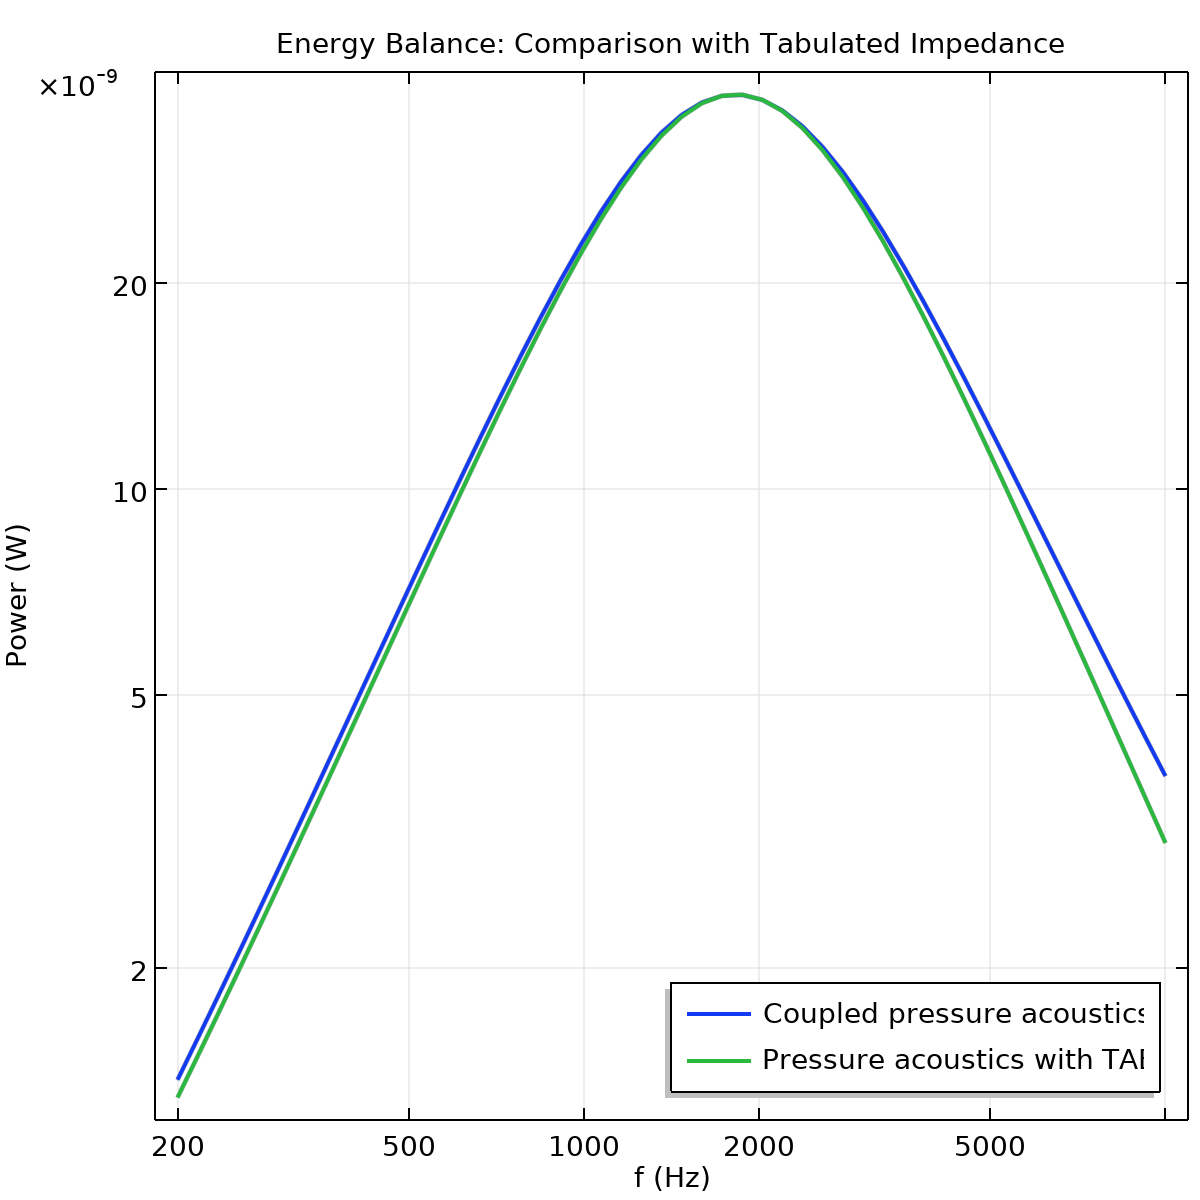 Energy Balance: Comparison with Tabulated Impedance
×10⁻⁹
20
10
5
2
Power (W)
200 500 1000 2000 5000
f (Hz)
Coupled pressure acoustics
Pressure acoustics with